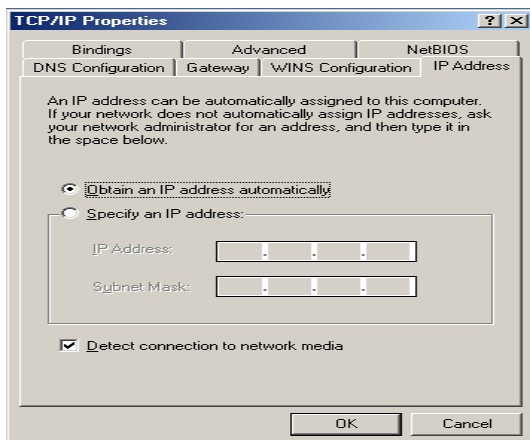 TCP/IP Properties
Bindings Advanced NetBIOS
DNS Configuration Gateway WINS Configuration IP Address
An IP address can be automatically assigned to this computer.
If your network does not automatically assign IP addresses, ask
your network administrator for an address, and then type it in
the space below.
Obtain an IP address automatically
Specify an IP address:
IP Address:
Subnet Mask:
Detect connection to network media
OK Cancel